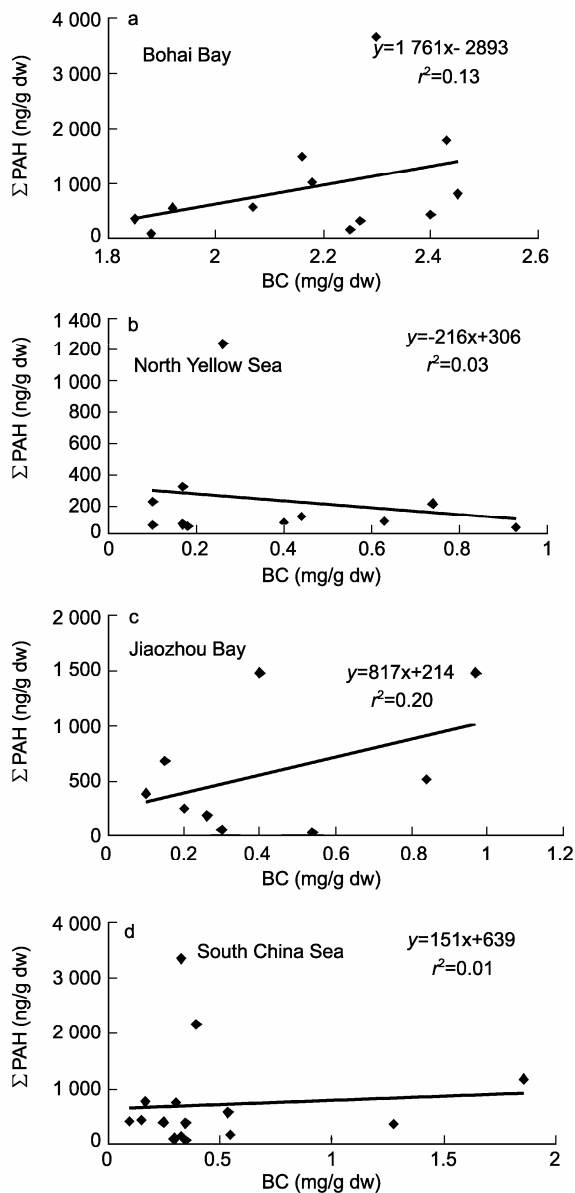 a
Bohai Bay
y=1 761x- 2893
r²=0.13
∑PAH (ng/g dw)
4 000
3 000
2 000
1 000
0
1.8 2 2.2 2.4 2.6
BC (mg/g dw)
b
North Yellow Sea
y=-216x+306
r²=0.03
∑PAH (ng/g dw)
1 400
1 200
1 000
800
600
400
200
0
0 0.2 0.4 0.6 0.8 1
BC (mg/g dw)
c
Jiaozhou Bay
y=817x+214
r²=0.20
∑PAH (ng/g dw)
2 000
1 500
1 000
500
0
0 0.2 0.4 0.6 0.8 1 1.2
BC (mg/g dw)
d
South China Sea
y=151x+639
r²=0.01
∑PAH (ng/g dw)
4 000
3 000
2 000
1 000
0
0 0.5 1 1.5 2
BC (mg/g dw)